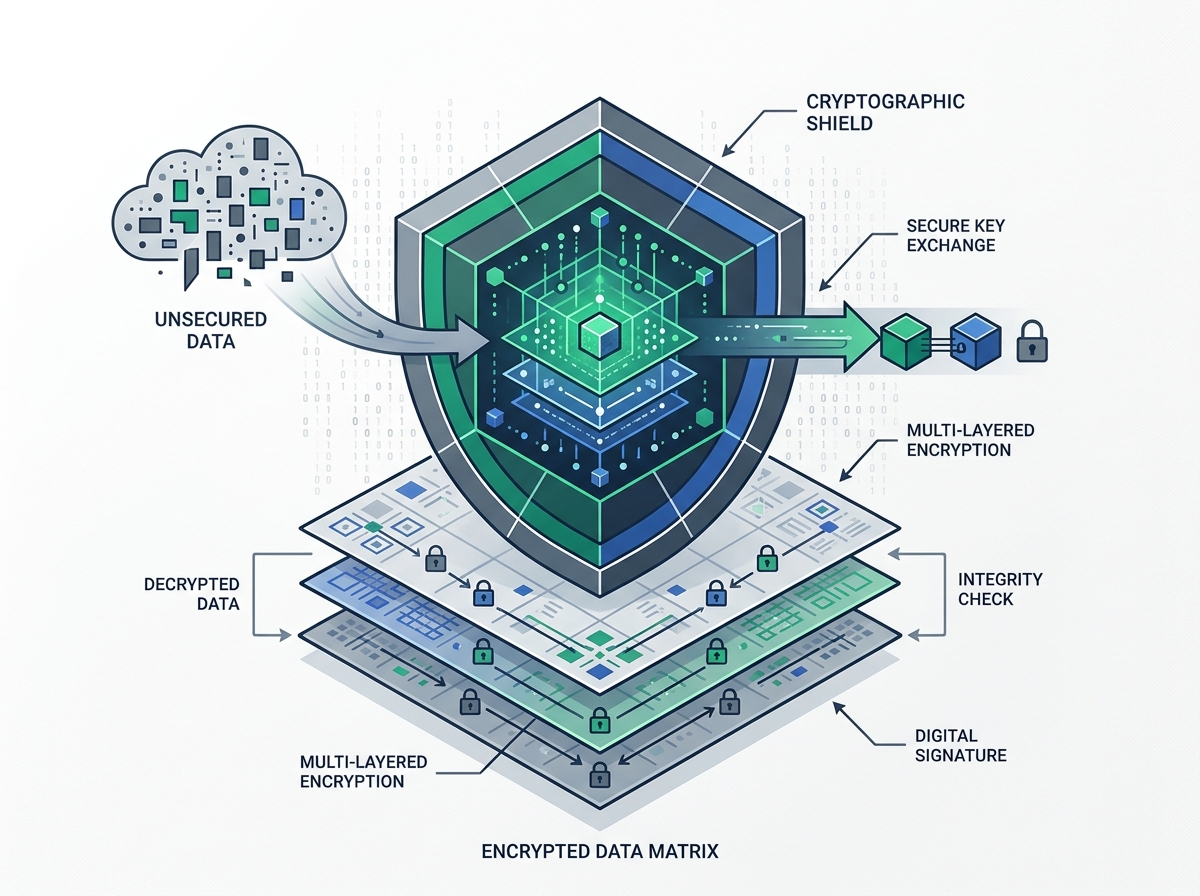 CRYPTOGRAPHIC
SHIELD
SECURE KEY
EXCHANGE
UNSECURED
DATA
MULTI-LAYERED
ENCRYPTION
DECRYPTED
DATA
INTEGRITY
CHECK
DIGITAL
SIGNATURE
MULTI-LAYERED
ENCRYPTION
ENCRYPTED DATA MATRIX